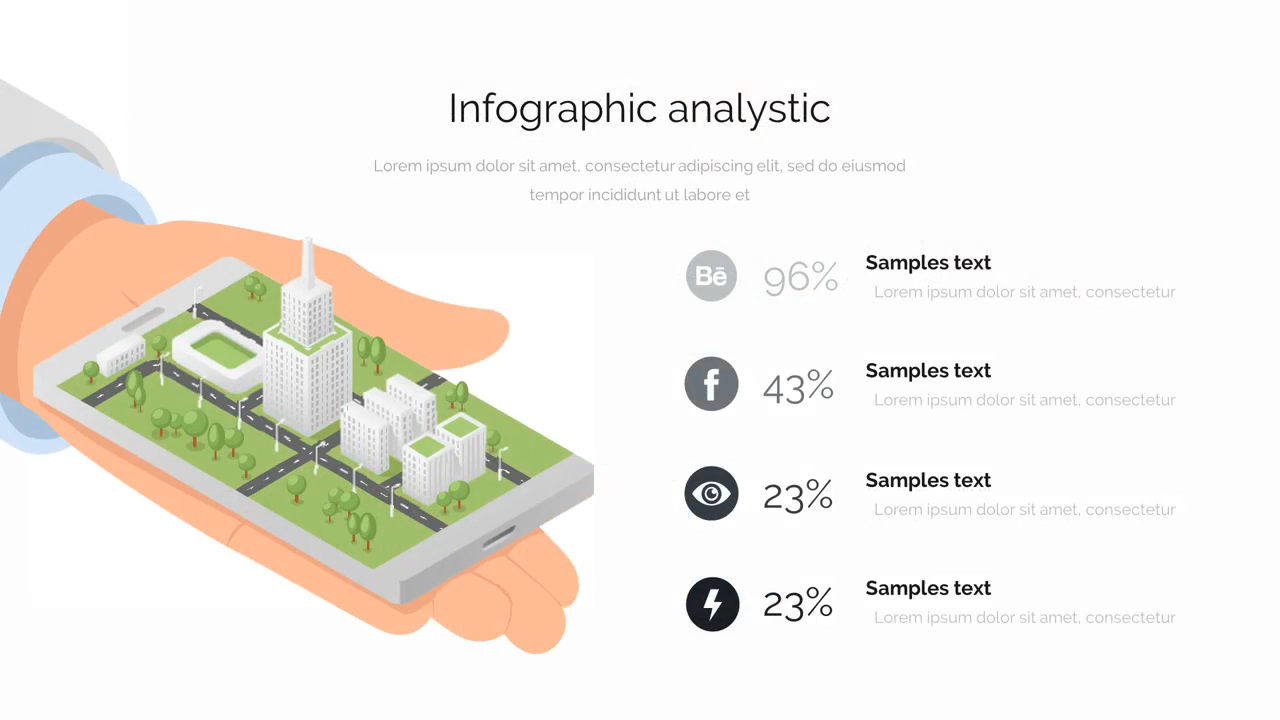 Infographic analystic
Lorem ipsum dolor sit amet, consectetur adipiscing elit, sed do eiusmod
tempor incididunt ut labore et
Bē 96% Samples text
Lorem ipsum dolor sit amet, consectetur
f 43% Samples text
Lorem ipsum dolor sit amet, consectetur
23% Samples text
Lorem ipsum dolor sit amet, consectetur
23% Samples text
Lorem ipsum dolor sit amet, consectetur